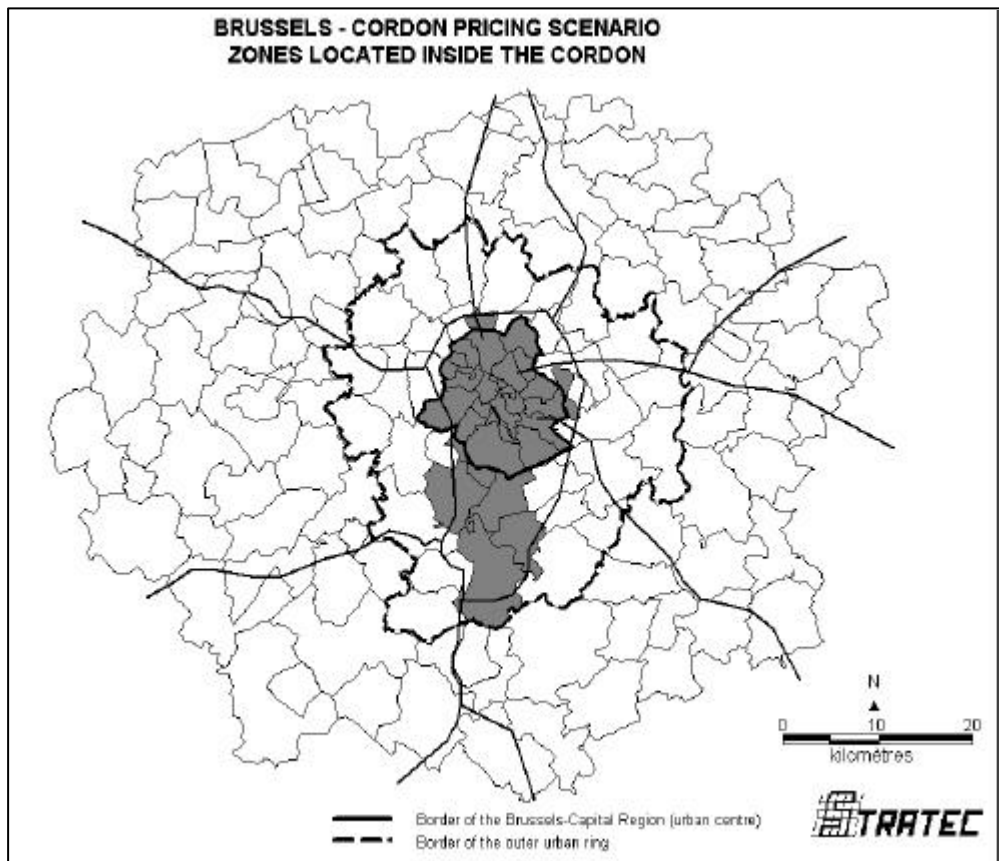 BRUSSELS - CORDON PRICING SCENARIO
ZONES LOCATED INSIDE THE CORDON
N
0 10 20
kilométres
Border of the Brussels-Capital Region (urban centre)
Border of the outer urban ring
STRATEC